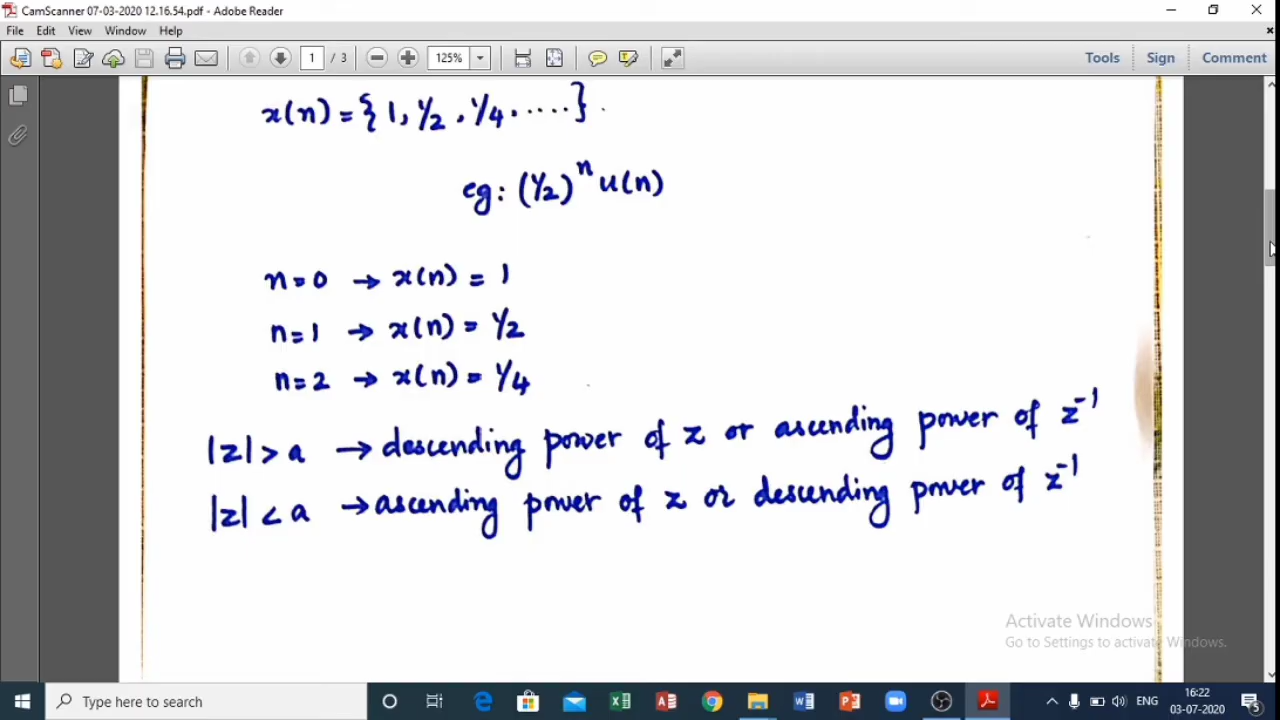 CamScanner 07-03-2020 12.16.54.pdf - Adobe Reader
File Edit View Window Help
1 / 3 125% Tools Sign Comment
x(n) = {1, 1/2, 1/4, .....}
eg: (1/2)^n u(n)
n=0 → x(n) = 1
n=1 → x(n) = 1/2
n=2 → x(n) = 1/4
|z| > a → descending power of z or ascending power of z^-1
|z| < a → ascending power of z or descending power of z^-1
Activate Windows
Go to Settings to activate Windows.
Type here to search
ENG
16:22
03-07-2020
5